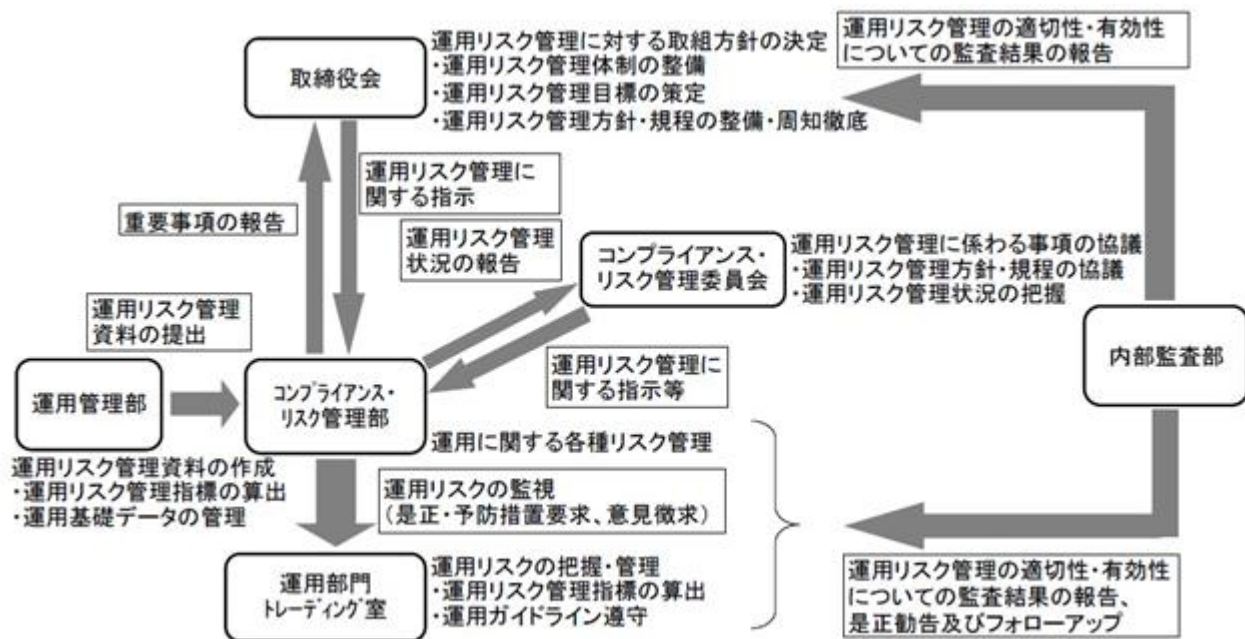 取締役会
運用リスク管理に対する取組方針の決定
・運用リスク管理体制の整備
・運用リスク管理目標の策定
・運用リスク管理方針・規程の整備・周知徹底
運用リスク管理の適切性・有効性
についての監査結果の報告
運用リスク管理に
関する指示
重要事項の報告
運用リスク管理
状況の報告
コンプライアンス・
リスク管理委員会
運用リスク管理に係わる事項の協議
・運用リスク管理方針・規程の協議
・運用リスク管理状況の把握
運用リスク管理
資料の提出
運用リスク管理に
関する指示等
内部監査部
運用管理部
コンプライアンス・
リスク管理部
運用に関する各種リスク管理
運用リスク管理資料の作成
・運用リスク管理指標の算出
・運用基礎データの管理
運用リスクの監視
（是正・予防措置要求、意見徴求）
運用部門
トレーディング室
運用リスクの把握・管理
・運用リスク管理指標の算出
・運用ガイドライン遵守
運用リスク管理の適切性・有効性
についての監査結果の報告、
是正勧告及びフォローアップ